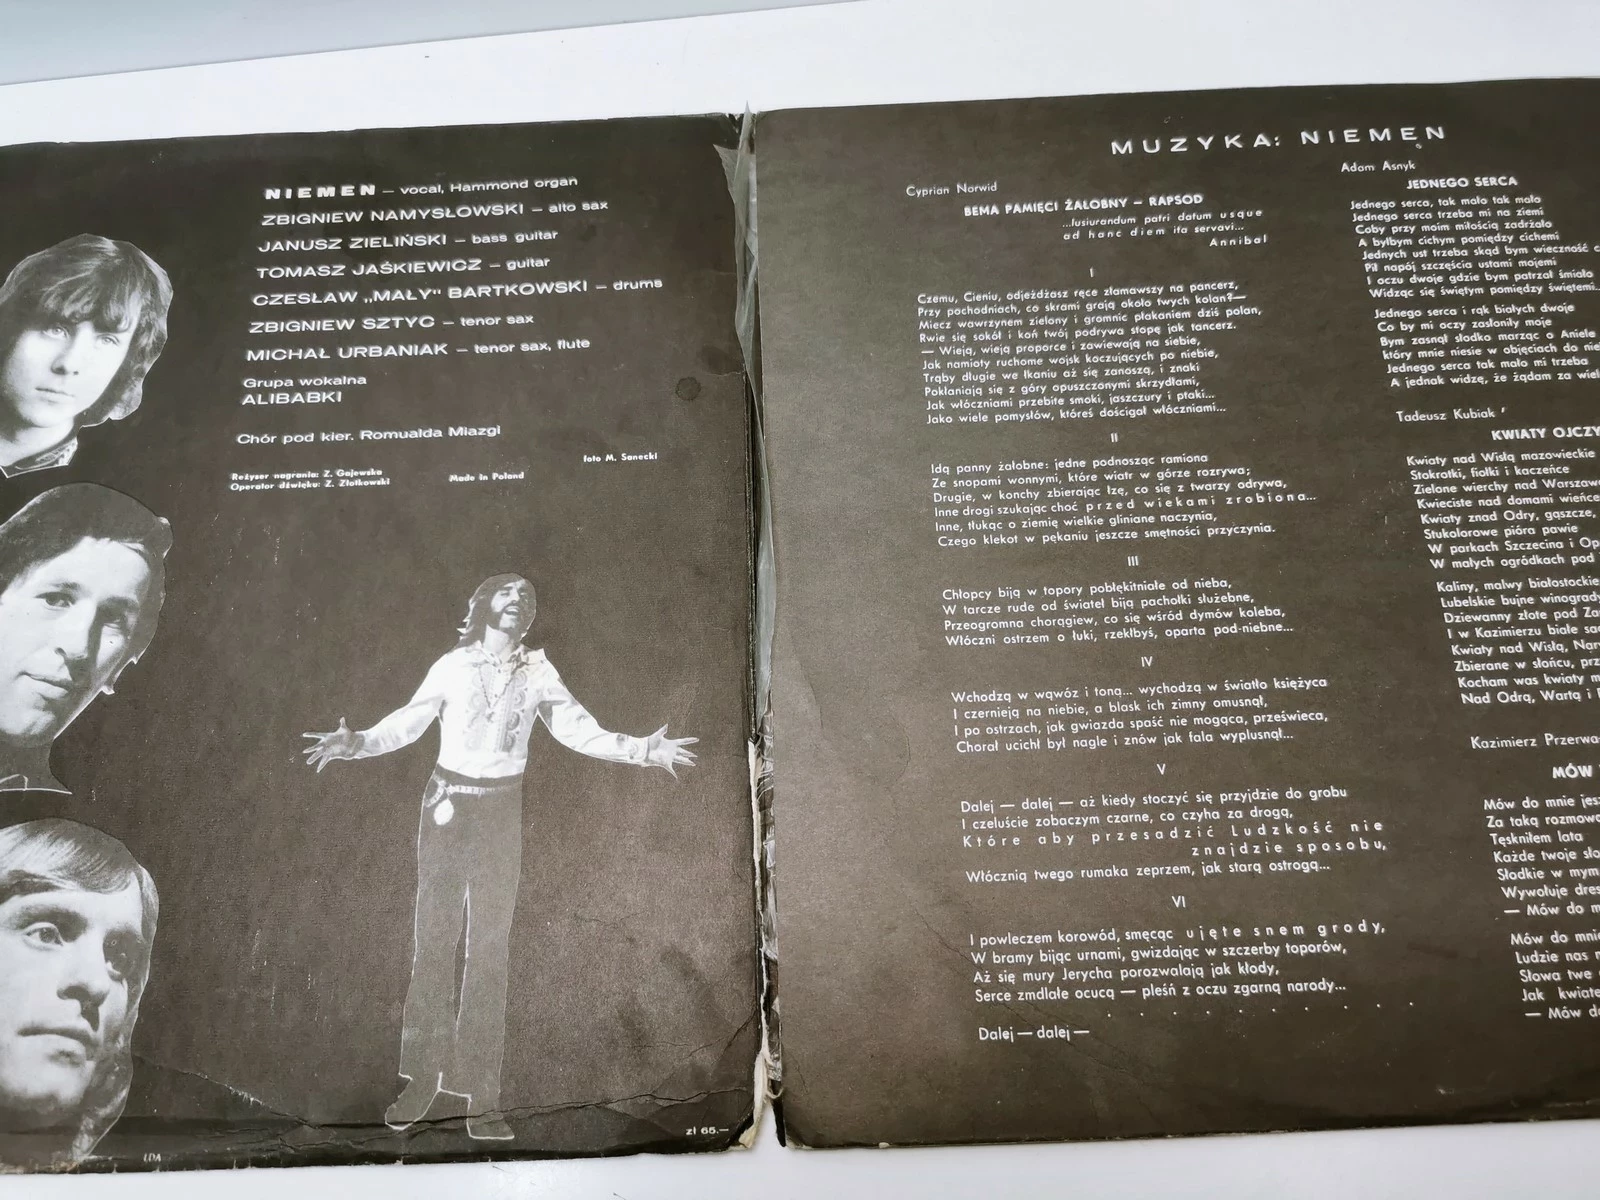 NIEMEN – vocal, Hammond organ
ZBIGNIEW NAMYSŁOWSKI – alto sax
JANUSZ ZIELIŃSKI – bass guitar
TOMASZ JAŚKIEWICZ – guitar
CZESŁAW „MAŁY" BARTKOWSKI – drums
ZBIGNIEW SZTYC – tenor sax
MICHAŁ URBANIAK – tenor sax, flute
Grupa wokalna
ALIBABKI
Chór pod kier. Romualda Miazgi
foto M. Sanecki
Reżyser nagrania: Z. Gajewska
Operator dźwięku: Z. Złotkowski
Made in Poland
zł 65.—
LDA
MUZYKA: NIEMEN
Cyprian Norwid
BEMA PAMIĘCI ŻAŁOBNY – RAPSOD
...Iusiurandum patri datum usque
ad hanc diem ita servavi...
Annibal
I
Czemu, Cieniu, odjeżdżasz ręce złamawszy na pancerz,
Przy pochodniach, co skrami grają około twych kolan?—
Miecz wawrzynem zielony i gromnic płakaniem dziś polan,
Rwie się sokół i koń twój podrywa stopę jak tancerz.
— Wieją, wieją proporce i zawiewają na siebie,
Jak namioty ruchome wojsk koczujących po niebie,
Trąby długie we łkaniu aż się zanoszą, i znaki
Pokłaniają się z góry opuszczonymi skrzydłami,
Jak włóczniami przebite smoki, jaszczury i ptaki...
Jako wiele pomysłów, któreś dościgał włóczniami...
II
Idą panny żałobne: jedne podnosząc ramiona
Ze snopami wonnymi, które wiatr w górze rozrywa;
Drugie, w konchy zbierając łzę, co się z twarzy odrywa,
Inne drogi szukając choć przed wiekami zrobiona...
Inne, tłukąc o ziemię wielkie gliniane naczynia,
Czego klekot w pękaniu jeszcze smętności przyczynia.
III
Chłopcy biją w topory pobłękitniałe od nieba,
W tarcze rude od świateł biją pachołki służebne,
Przeogromna chorągiew, co się wśród dymów koleba,
Włóczni ostrzem o łuki, rzekłbyś, oparta pod-niebne...
IV
Wchodzą w wąwóz i toną... wychodzą w światło księżyca
I czernieją na niebie, a blask ich zimny omusnął,
I po ostrzach, jak gwiazda spaść nie mogąca, prześwieca,
Chorał ucichł był nagle i znów jak fala wyplusnął...
V
Dalej — dalej — aż kiedy stoczyć się przyjdzie do grobu
I czeluście zobaczym czarne, co czyha za drogą,
Które aby przesadzić Ludzkość nie
znajdzie sposobu,
Włócznią twego rumaka zeprzem, jak starą ostrogą...
VI
I powleczem korowód, smęcąc ujęte snem grody,
W bramy bijąc urnami, gwizdając w szczerby toporów,
Aż się mury Jerycha porozwalają jak kłody,
Serce zmdlałe ocucą — pleśń z oczu zgarną narody...
. . . . . . . . . .
Dalej — dalej —
Adam Asnyk
JEDNEGO SERCA
Jednego serca, tak mało tak mało
Jednego serca trzeba mi na ziemi
Coby przy moim miłością zadrżało
A byłbym cichym pomiędzy cichemi
Jednych ust trzeba skąd bym wieczność c
Pił napój szczęścia ustami mojemi
I oczu dwoje gdzie bym patrzał śmiało
Widząc się świętym pomiędzy świętemi...
Jednego serca i rąk białych dwoje
Co by mi oczy zasłoniły moje
Bym zasnął słodko marząc o Aniele
który mnie niesie w objęciach do nie
Jednego serca tak mało mi trzeba
A jednak widzę, że żądam za wiel
Tadeusz Kubiak
KWIATY OJCZY
Kwiaty nad Wisłą mazowieckie
Stokrotki, fiołki i kaczeńce
Zielone wierchy nad Warszawą
Kwieciste nad domami wieńce
Kwiaty znad Odry, gąszcze,
Stukolorowe pióra pawie
W parkach Szczecina i Op
W małych ogródkach pod
Kaliny, malwy białostockie
Lubelskie bujne winogrady
Dziewanny złote pod Za
I w Kazimierzu białe sa
Kwiaty nad Wisłą, Nar
Zbierane w słońcu, prz
Kocham was kwiaty m
Nad Odrą, Wartą i
Kazimierz Przerwa
MÓW
Mów do mnie jesz
Za taką rozmowa
Tęskniłem lata
Każde twoje sło
Słodkie w mym
Wywołuje dres
— Mów do m
Mów do mnie
Ludzie nas n
Słowa twe
Jak kwiate
— Mów do